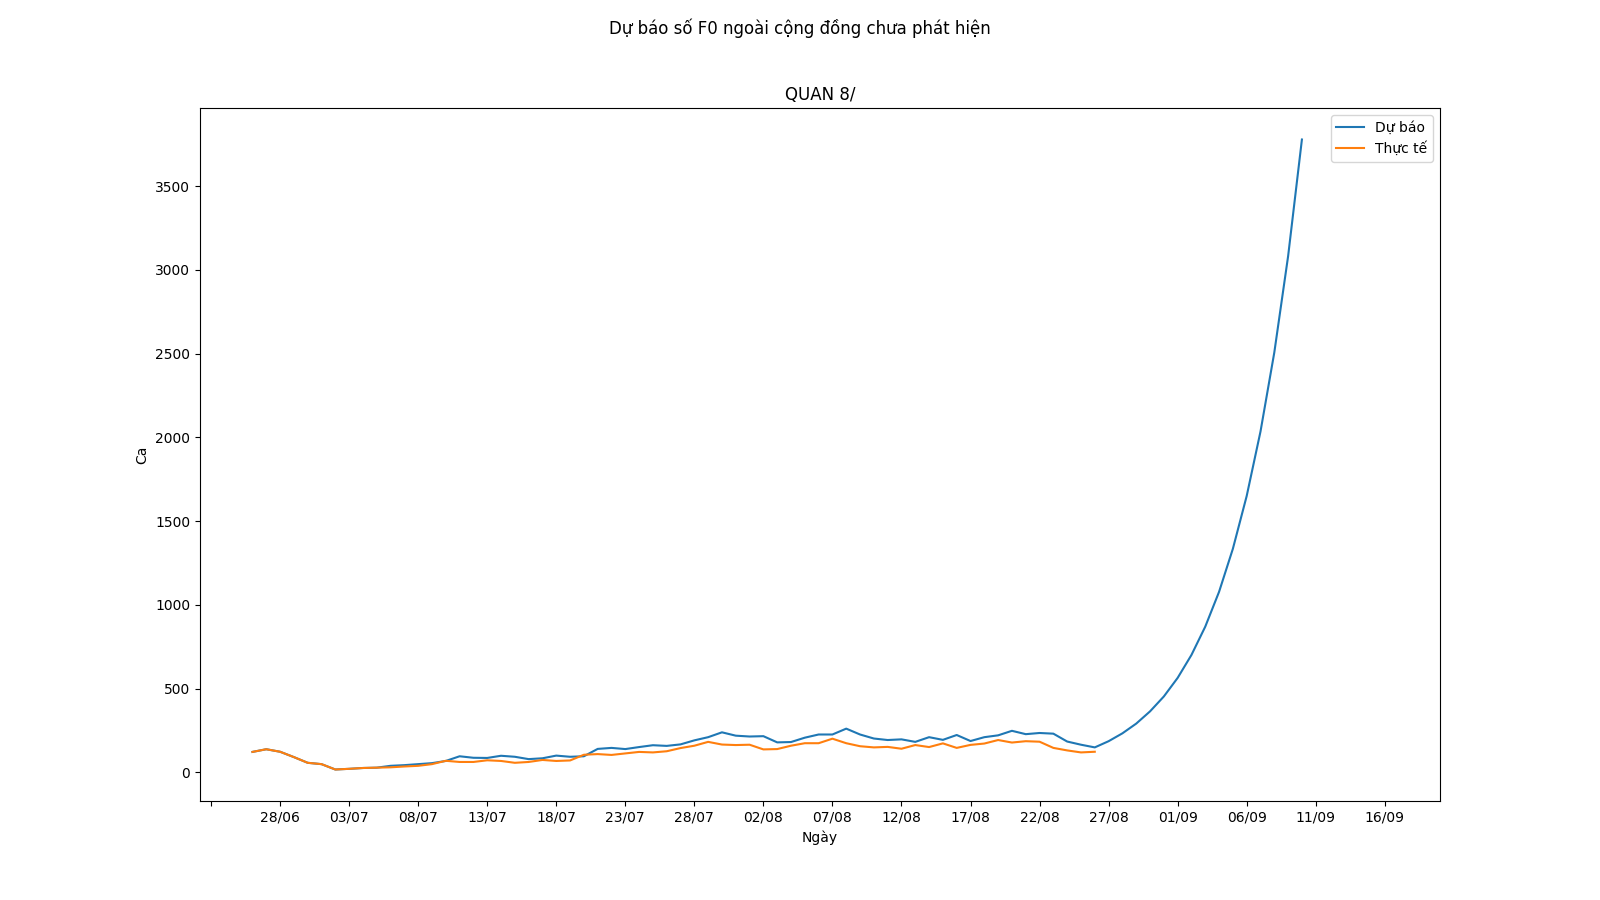 Dự báo số F0 ngoài cộng đồng chưa phát hiện
QUAN 8/
Dự báo
Thực tế
3500
3000
2500
2000
1500
1000
500
0
Ca
28/06 03/07 08/07 13/07 18/07 23/07 28/07 02/08 07/08 12/08 17/08 22/08 27/08 01/09 06/09 11/09 16/09
Ngày